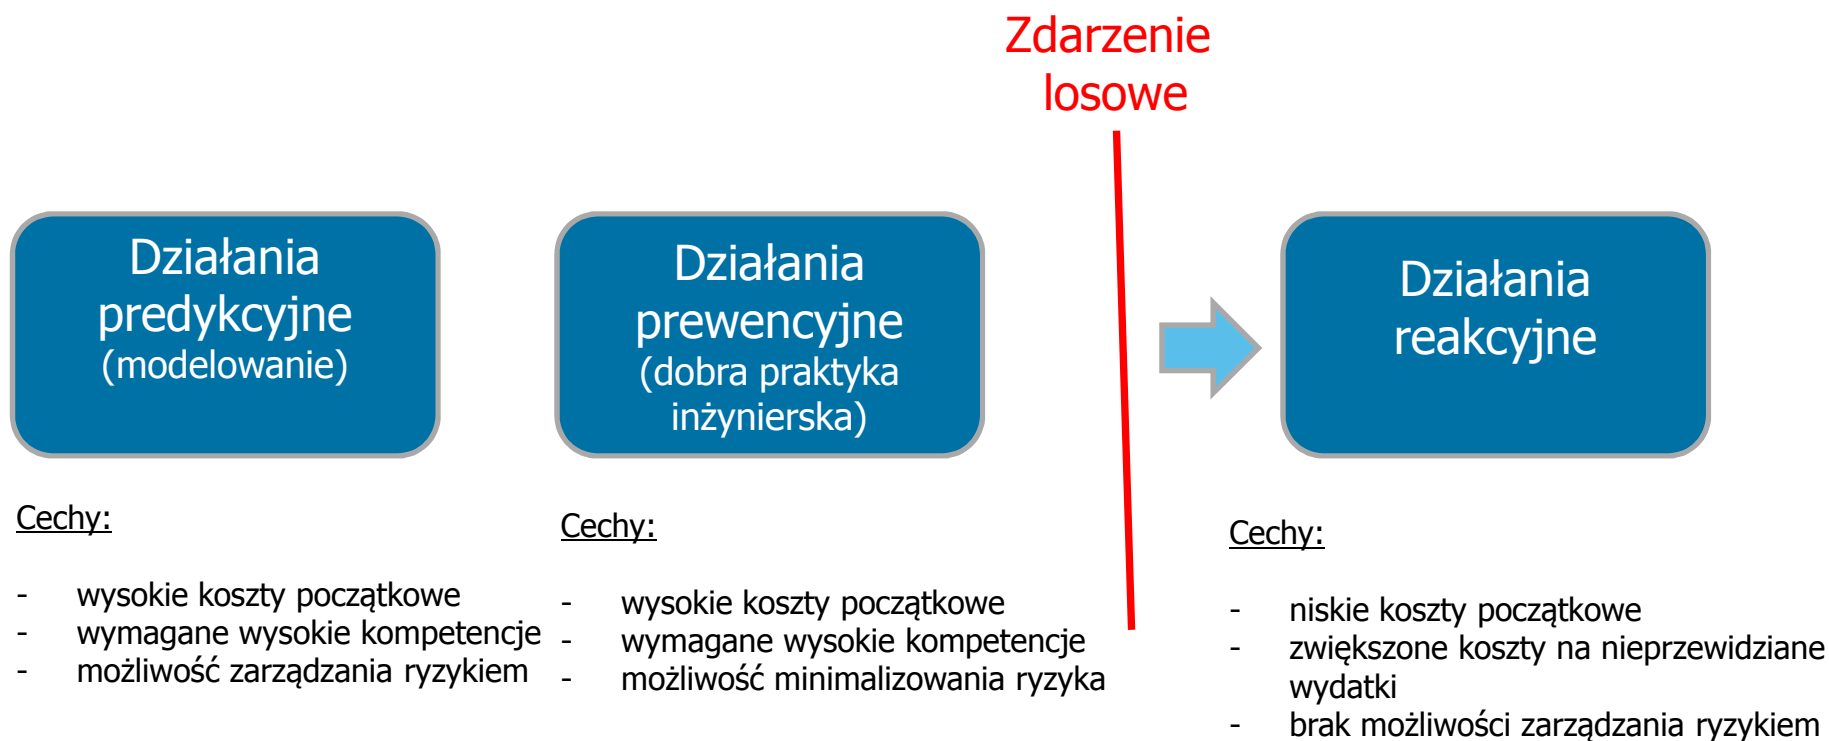 Zdarzenie
losowe
Działania
predykcyjne
(modelowanie)
Działania
prewencyjne
(dobra praktyka
inżynierska)
Działania
reakcyjne
Cechy:
- wysokie koszty początkowe
- wymagane wysokie kompetencje
- możliwość zarządzania ryzykiem
Cechy:
- wysokie koszty początkowe
- wymagane wysokie kompetencje
- możliwość minimalizowania ryzyka
Cechy:
- niskie koszty początkowe
- zwiększone koszty na nieprzewidziane
wydatki
- brak możliwości zarządzania ryzykiem